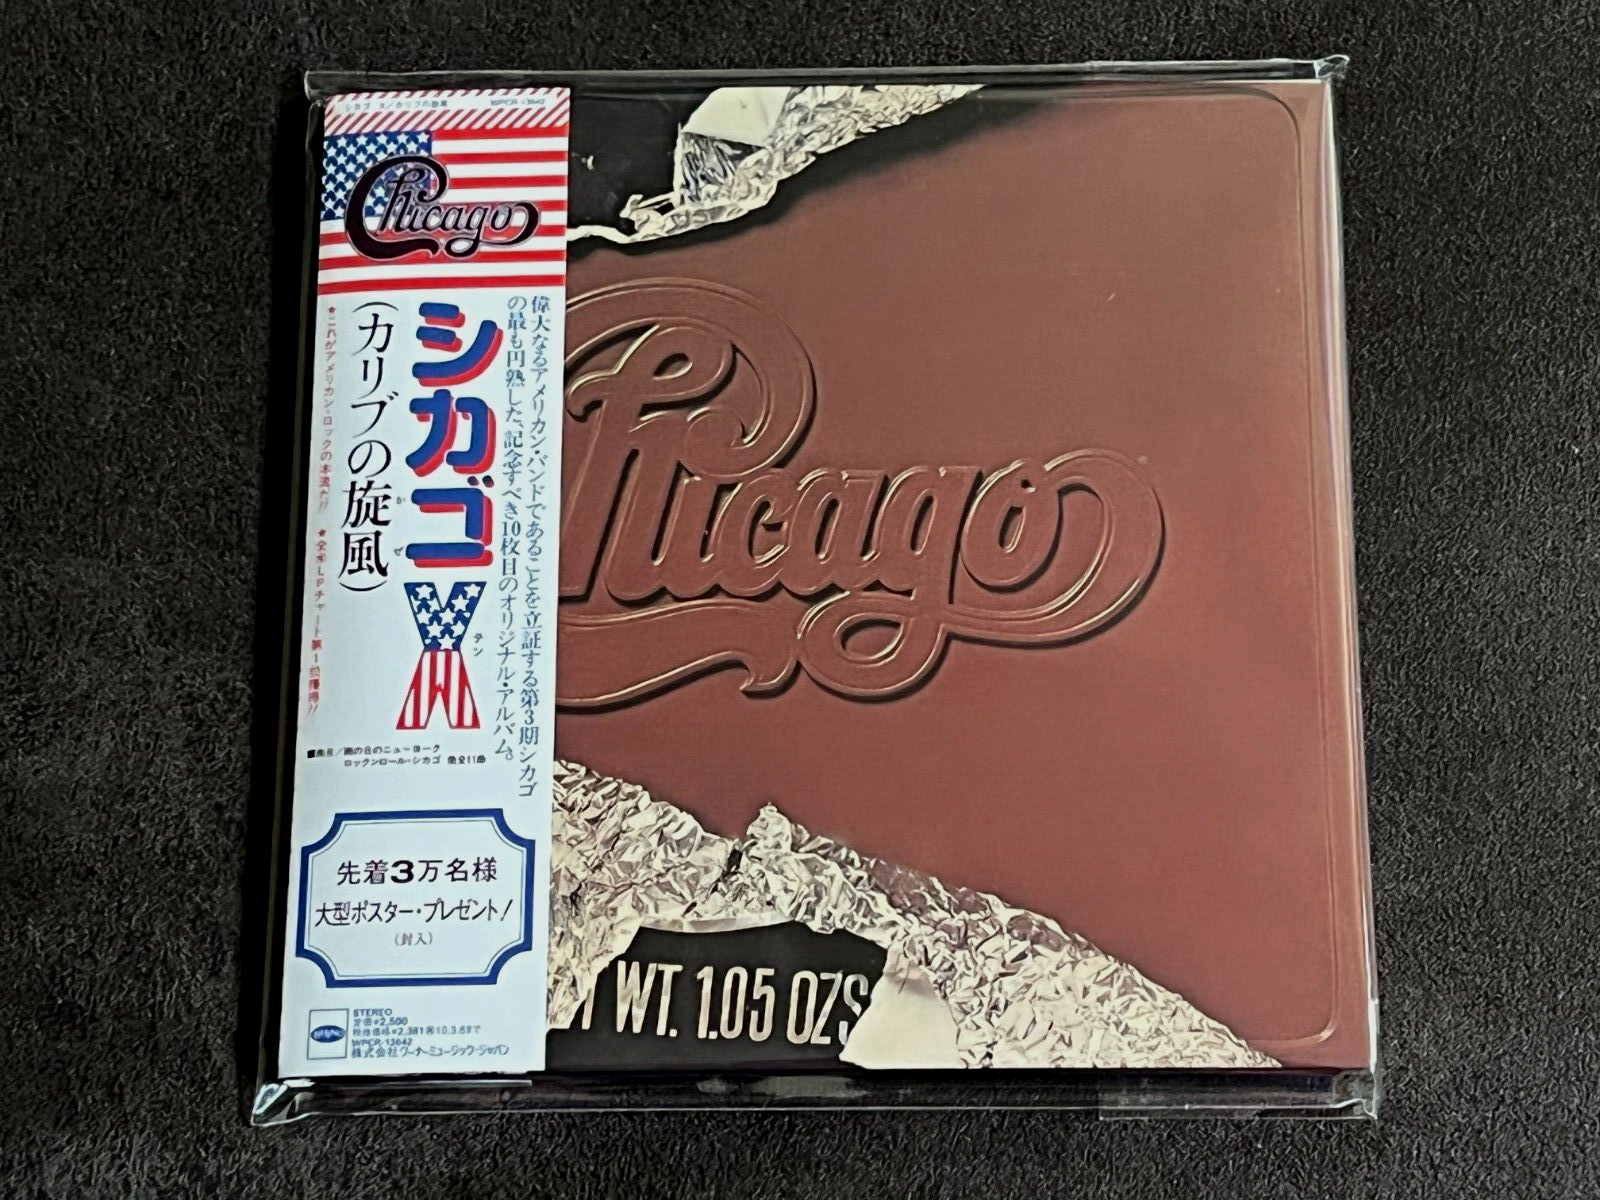 シカゴ X/カリブの旋風
WPCR-13642
Chicago
偉大なるアメリカン・バンドであることを立証する第3期シカゴ
の最も円熟した、記念すべき10枚目のオリジナル・アルバム。
シカゴX
テン
(カリブの旋風)
かぜ
★これがアメリカン・ロックの本流だ!! ★全米LPチャート第1位獲得!!
■曲目/雨の日のニューヨーク
ロックンロール・シカゴ 他全11曲
先着3万名様
大型ポスター・プレゼント!
(封入)
STEREO
定価¥2,500
WPCR-13642
株式会社ワーナーミュージック・ジャパン
Chicago
WT. 1.05 OZS